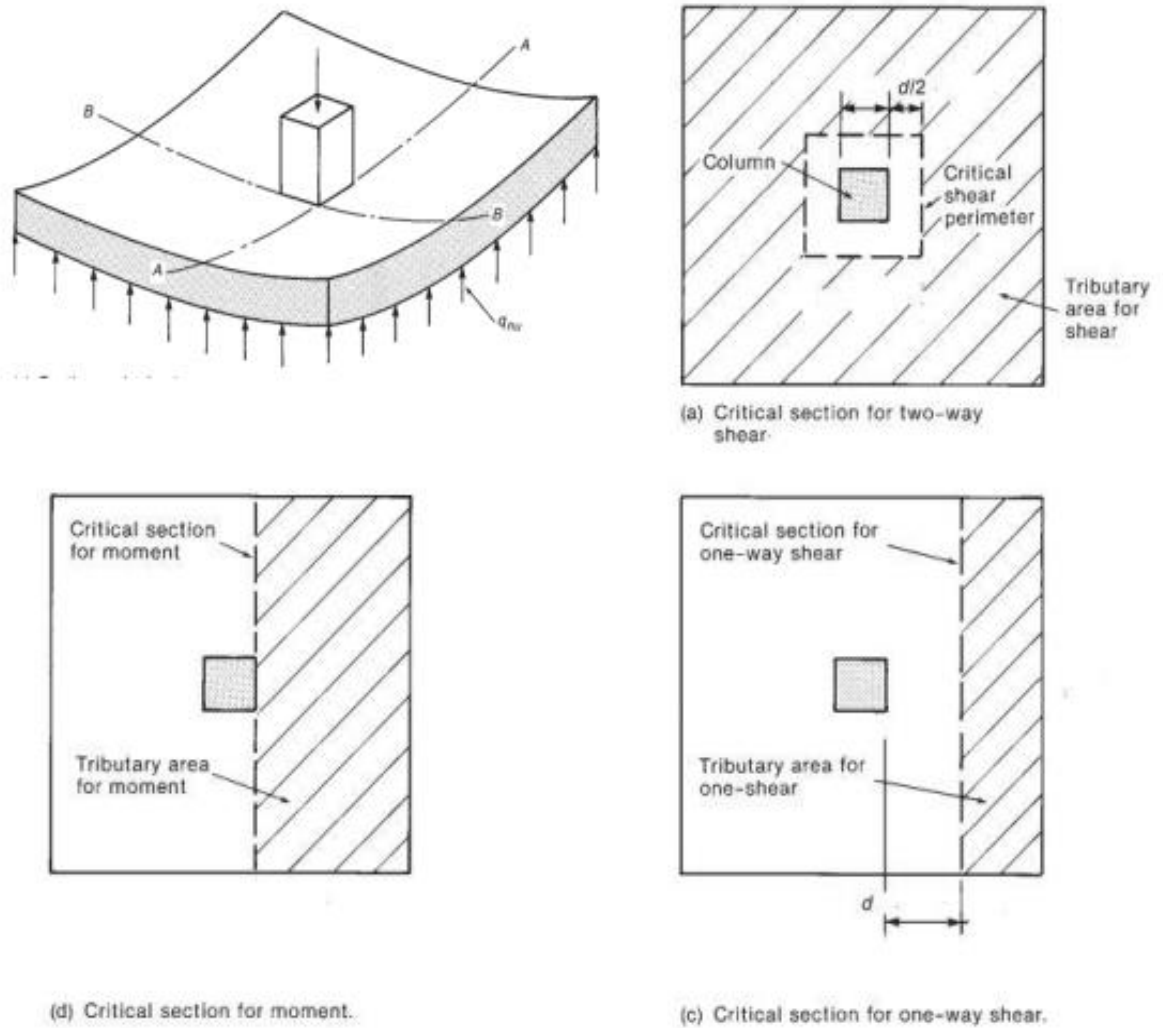 A
B
B
A
qnu
d/2
Column
Critical
shear
perimeter
Tributary
area for
shear
(a) Critical section for two-way
shear.
Critical section
for moment
Tributary area
for moment
Critical section for
one-way shear
Tributary area for
one-shear
d
(d) Critical section for moment.
(c) Critical section for one-way shear.